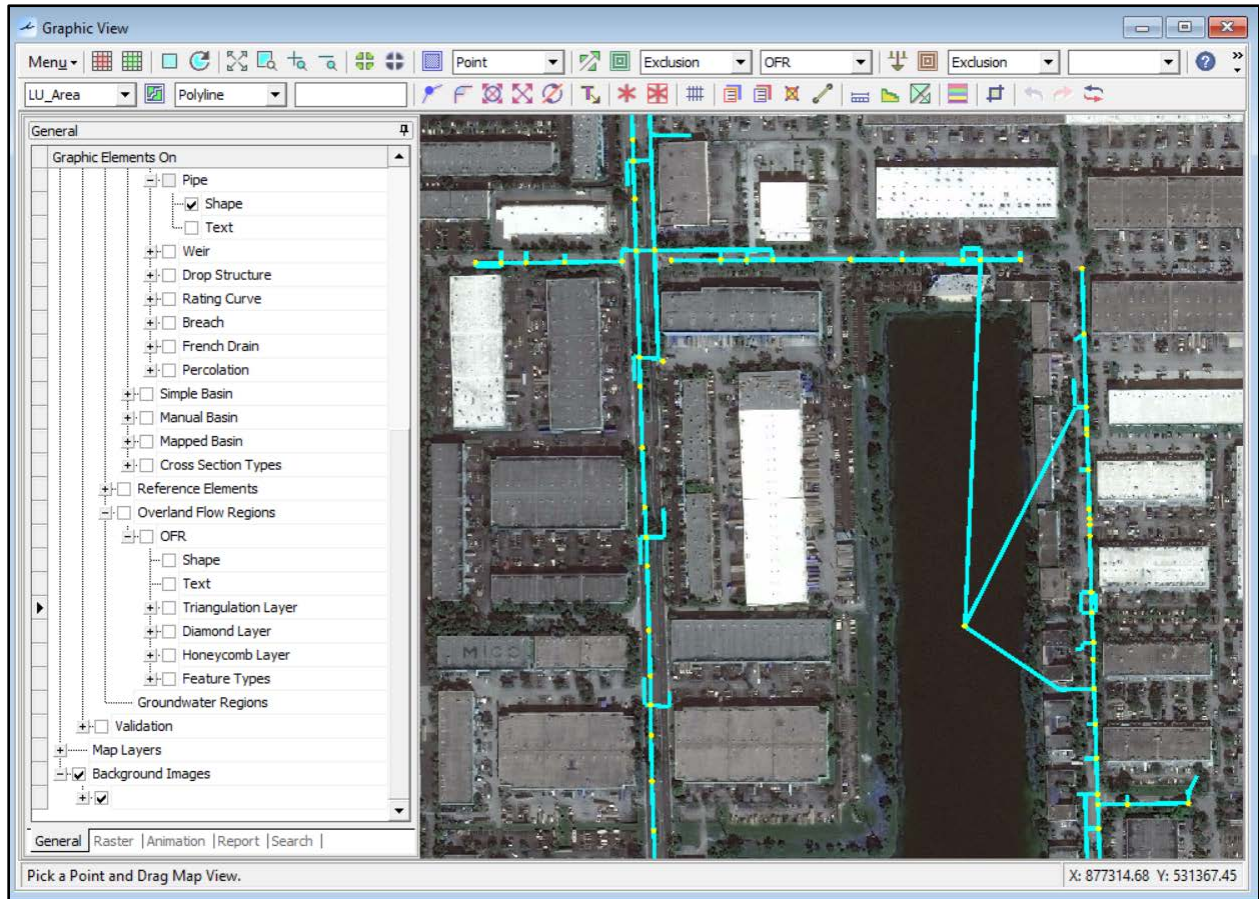 Graphic View
Menu Point Exclusion OFR Exclusion
LU_Area Polyline
General
Graphic Elements On
Pipe
Shape
Text
Weir
Drop Structure
Rating Curve
Breach
French Drain
Percolation
Simple Basin
Manual Basin
Mapped Basin
Cross Section Types
Reference Elements
Overland Flow Regions
OFR
Shape
Text
Triangulation Layer
Diamond Layer
Honeycomb Layer
Feature Types
Groundwater Regions
Validation
Map Layers
Background Images
General Raster |Animation |Report |Search |
MICO
Pick a Point and Drag Map View. X: 877314.68 Y: 531367.45